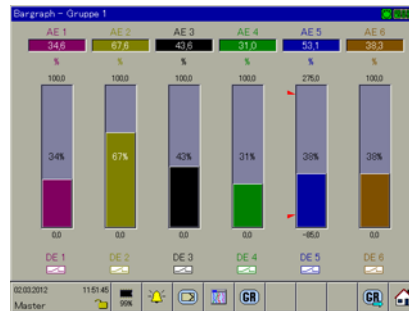 Bargraph - Gruppe 1
AE 1 AE 2 AE 3 AE 4 AE 5 AE 6
34,6 67,6 43,6 31,0 53,1 38,3
% % % % % %
100,0 100,0 100,0 100,0 275,0 100,0
34% 67% 43% 31% 38% 38%
0,0 0,0 0,0 0,0 -85,0 0,0
DE 1 DE 2 DE 3 DE 4 DE 5 DE 6
02.03.2012 11:51:45
Master 99% GR GR